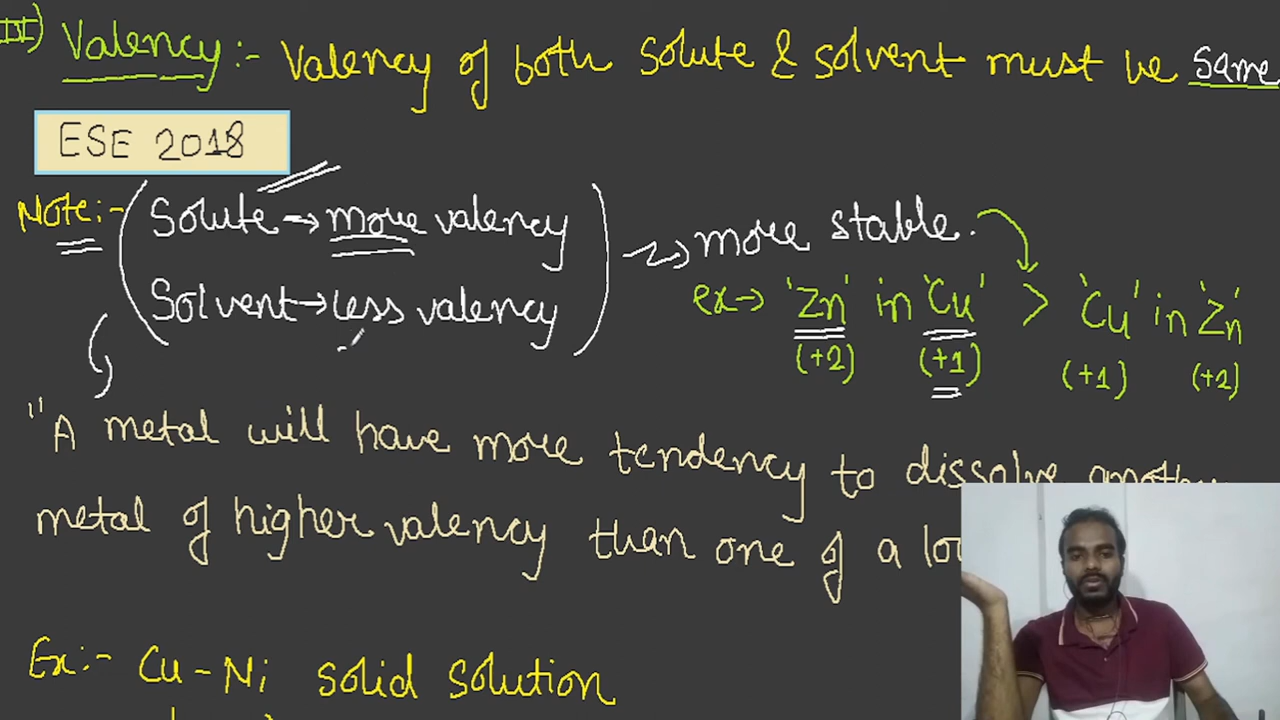 IV) Valency :- Valency of both solute & solvent must be same
ESE 2018
Note:- (Solute → more valency
Solvent → less valency) → more stable.
ex → 'Zn' in 'Cu' > 'Cu' in 'Zn'
(+2) (+1) (+1) (+2)
"A metal will have more tendency to dissolve another
metal of higher valency than one of a
Ex:- Cu - Ni solid solution